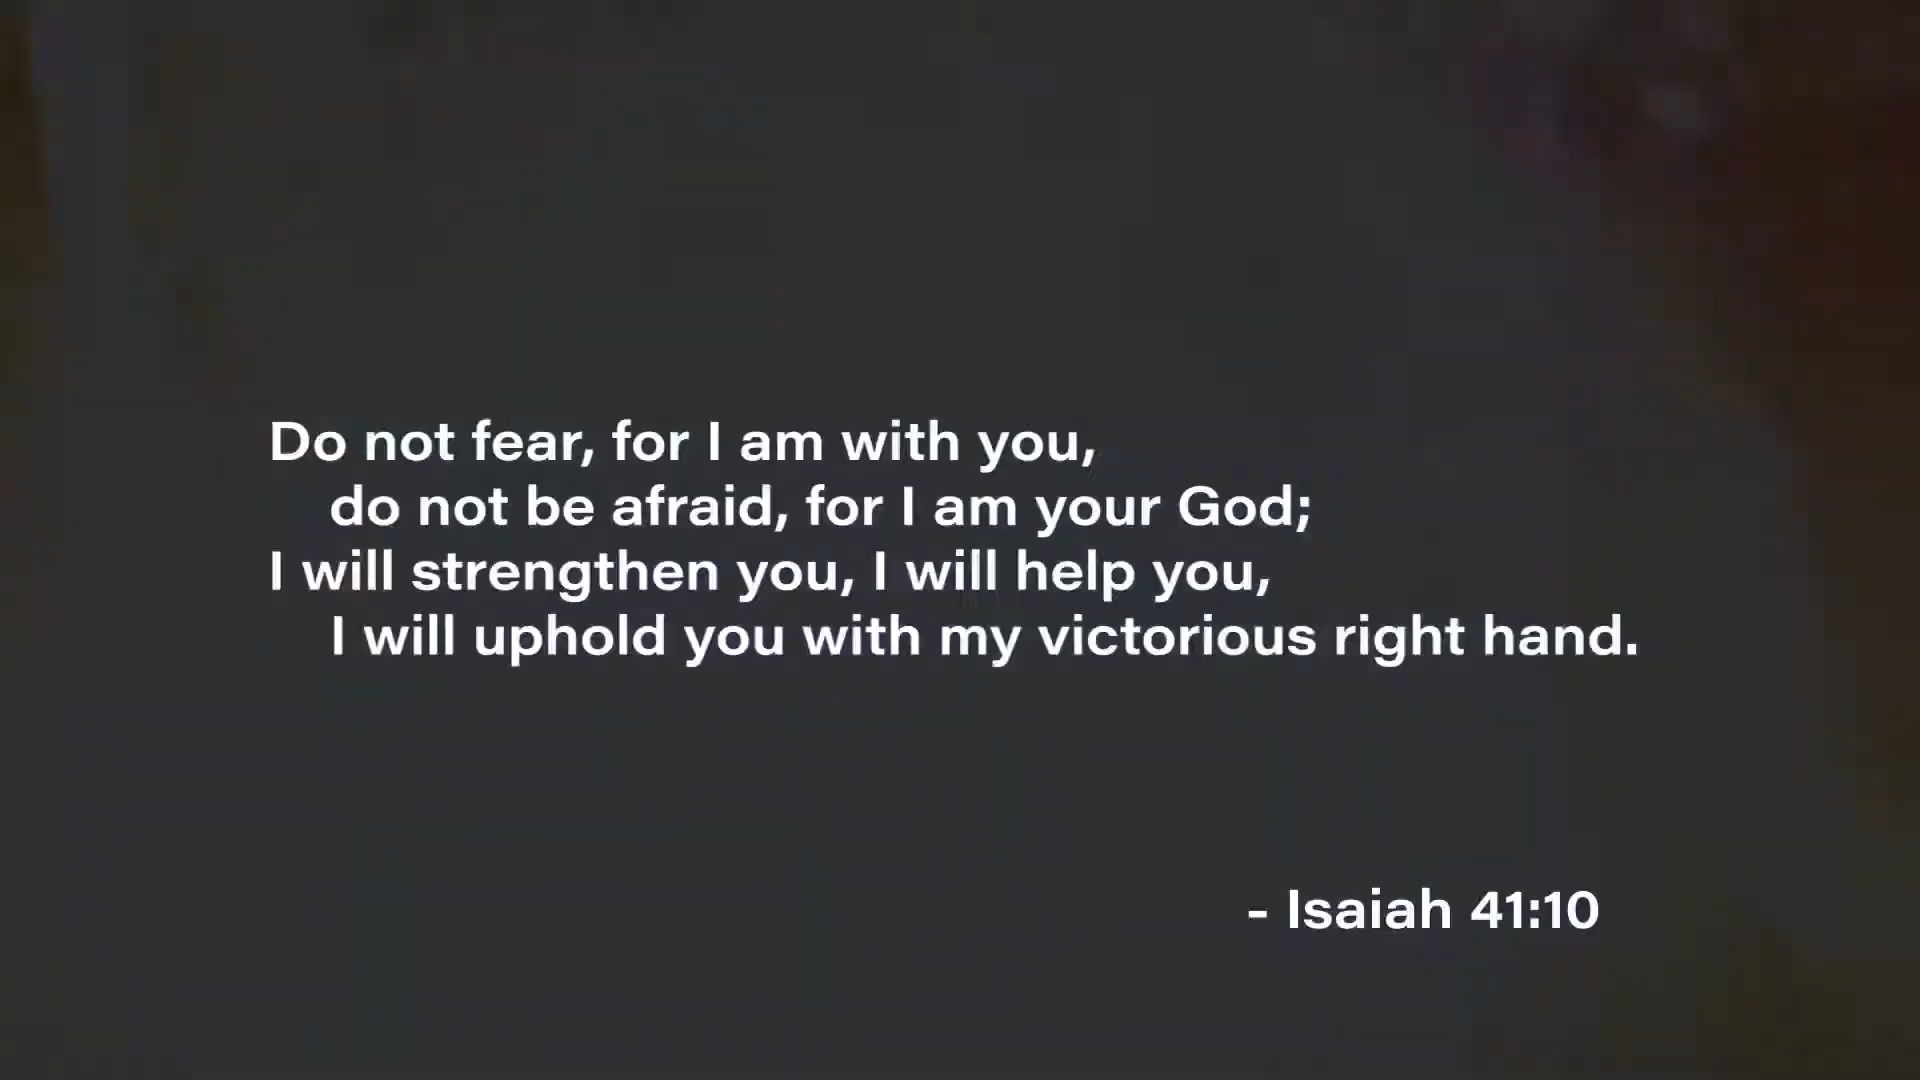 Do not fear, for I am with you,
do not be afraid, for I am your God;
I will strengthen you, I will help you,
I will uphold you with my victorious right hand.
- Isaiah 41:10